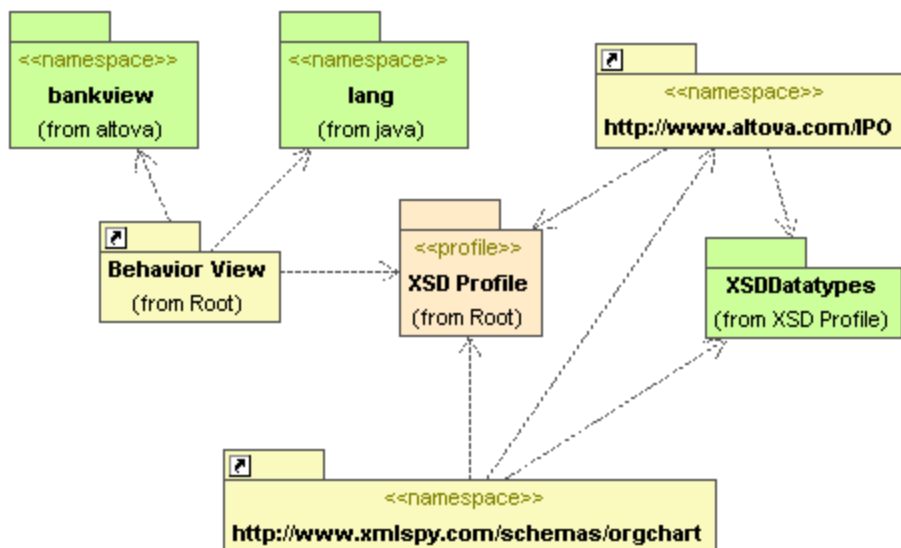 <<namespace>>
bankview
(from altova)
<<namespace>>
lang
(from java)
<<namespace>>
http://www.altova.com/IPO
Behavior View
(from Root)
<<profile>>
XSD Profile
(from Root)
XSDDatatypes
(from XSD Profile)
<<namespace>>
http://www.xmlspy.com/schemas/orgchart